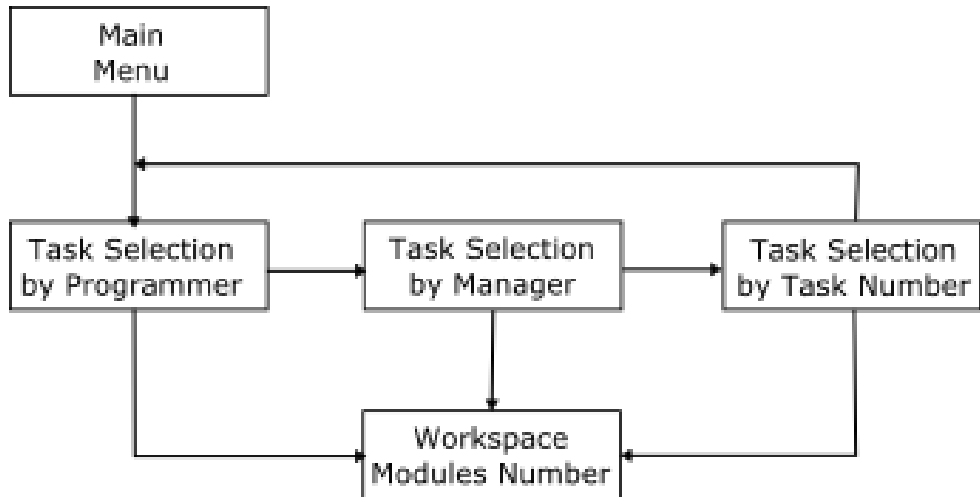 Main
Menu
Task Selection
by Programmer
Task Selection
by Manager
Task Selection
by Task Number
Workspace
Modules Number